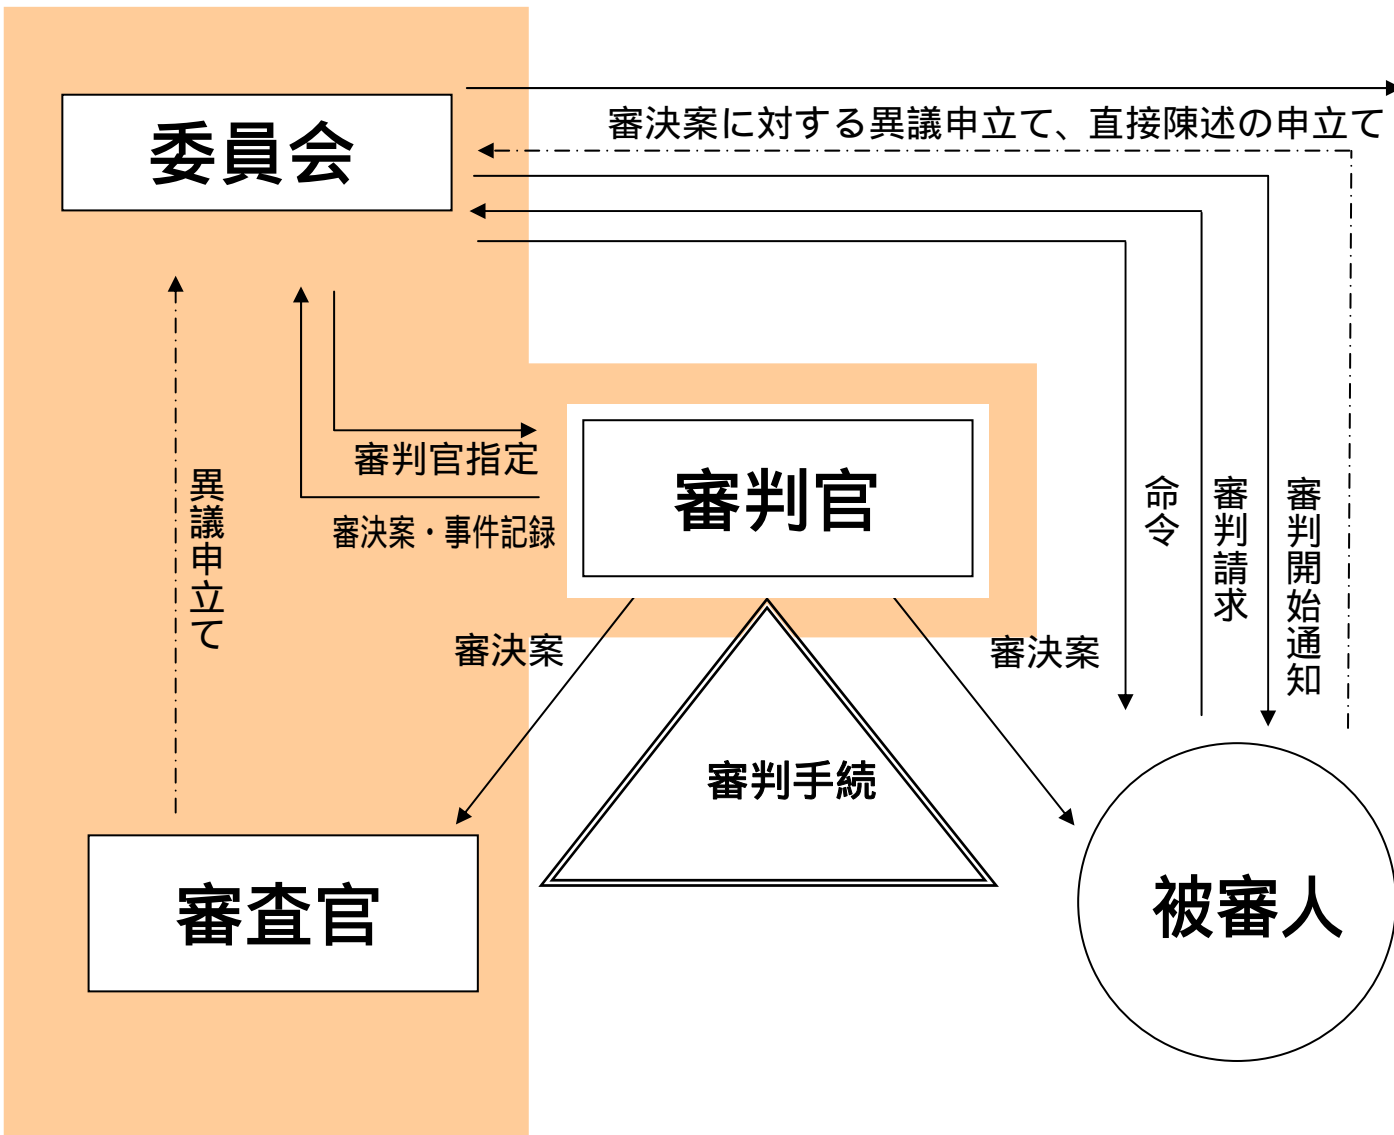 審決案に対する異議申立て、直接陳述の申立て
委員会
審判官指定
審決案・事件記録
審判官
異議申立て
命令
審判請求
審判開始通知
審決案
審決案
審判手続
審査官
被審人